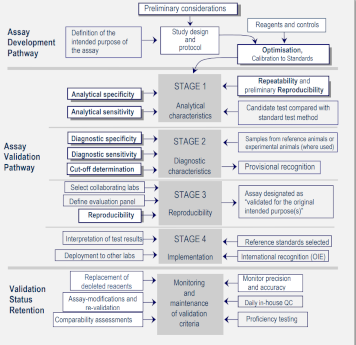 Preliminary considerations
Assay
Development
Pathway
Definition of the
intended purpose of
the assay
Study design
and
protocol
Reagents and controls
Optimisation,
Calibration to Standards
Assay
Validation
Pathway
STAGE 1
Analytical
characteristics
Analytical specificity
Analytical sensitivity
Repeatability and
preliminary Reproducibility
Candidate test compared with
standard test method
STAGE 2
Diagnostic
characteristics
Diagnostic specificity
Diagnostic sensitivity
Cut-off determination
Samples from reference animals or
experimental animals (where used)
Provisional recognition
STAGE 3
Reproducibility
Select collaborating labs
Define evaluation panel
Reproducibility
Assay designated as
"validated for the original
intended purpose(s)"
STAGE 4
Implementation
Interpretation of test results
Deployment to other labs
Reference standards selected
International recognition (OIE)
Validation
Status
Retention
Monitoring
and
maintenance
of validation
criteria
Replacement of
depleted reagents
Assay-modifications and
re-validation
Comparability assessments
Monitor precision
and accuracy
Daily in-house QC
Proficiency testing